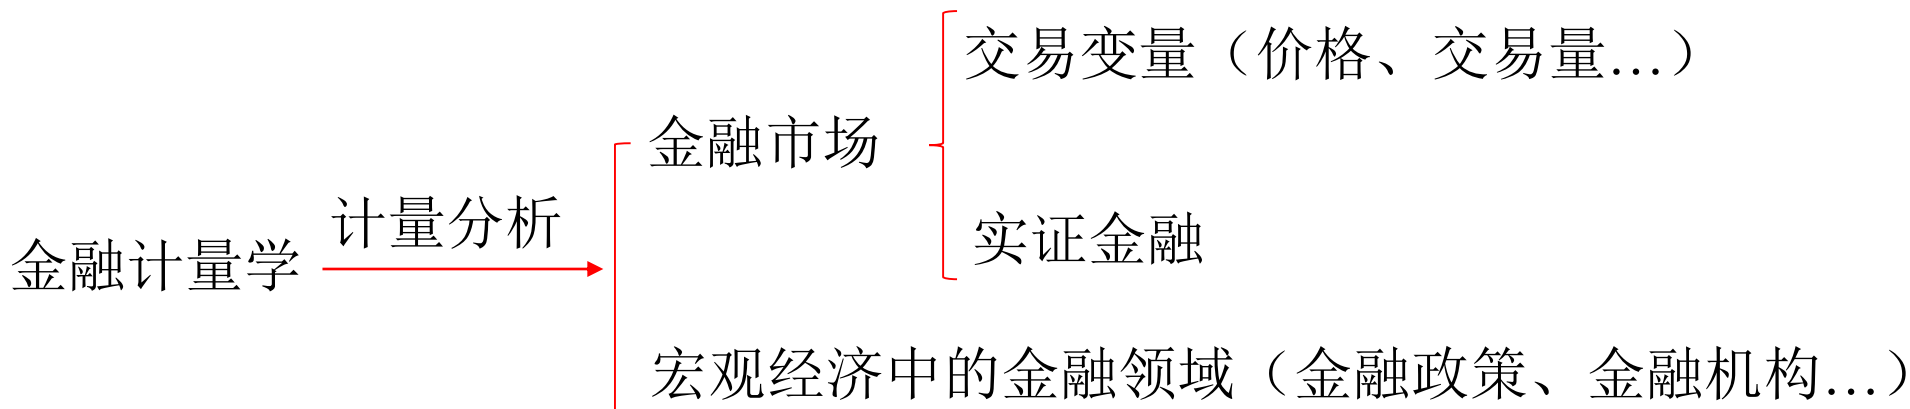 交易变量（价格、交易量…）
金融市场
计量分析
实证金融
金融计量学
宏观经济中的金融领域（金融政策、金融机构…）